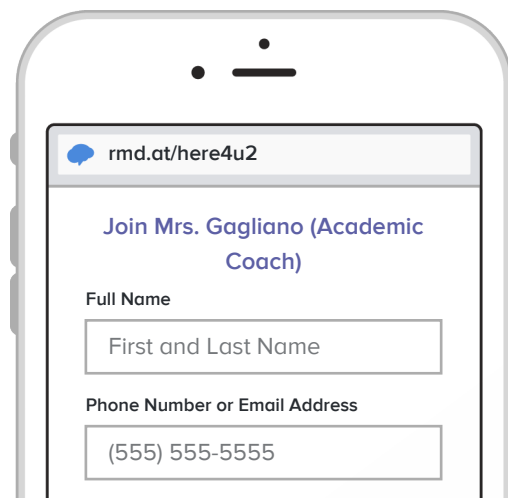 rmd.at/here4u2
Join Mrs. Gagliano (Academic
Coach)
Full Name
First and Last Name
Phone Number or Email Address
(555) 555-5555